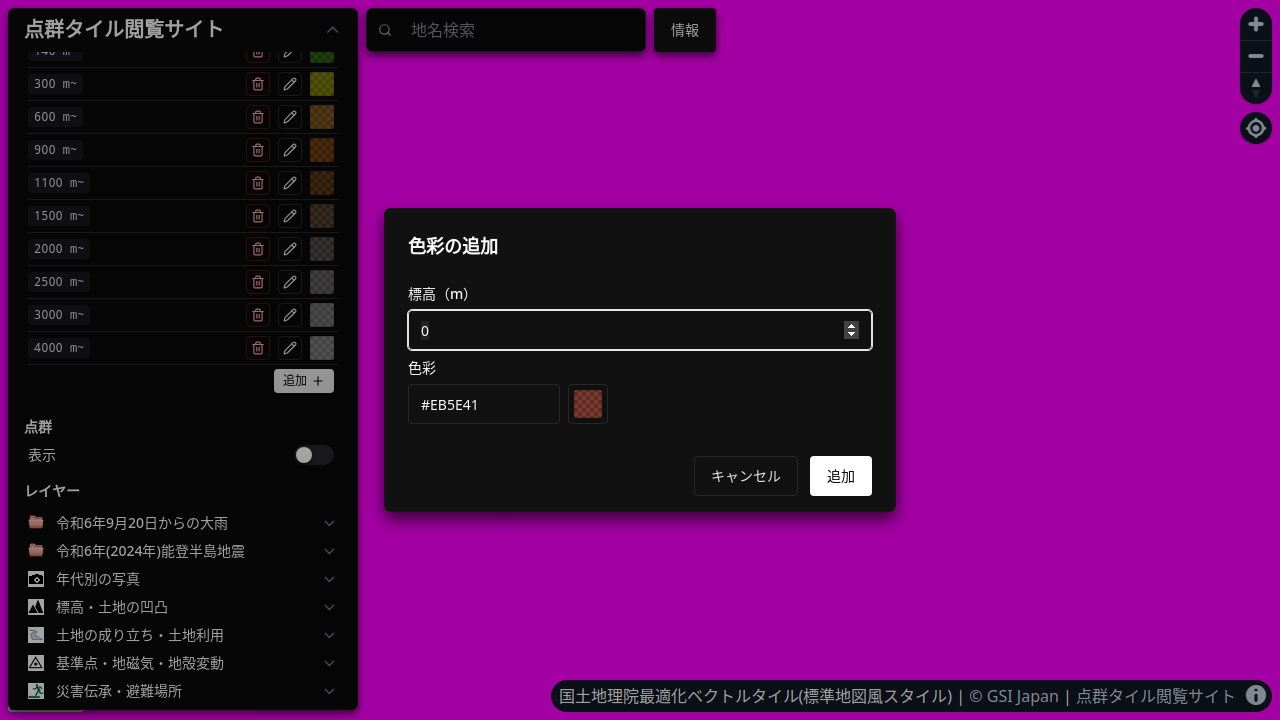 点群タイル閲覧サイト
140 m~
300 m~
600 m~
900 m~
1100 m~
1500 m~
2000 m~
2500 m~
3000 m~
4000 m~
追加
点群
表示
レイヤー
令和6年9月20日からの大雨
令和6年(2024年)能登半島地震
年代別の写真
標高・土地の凹凸
土地の成り立ち・土地利用
基準点・地磁気・地殻変動
災害伝承・避難場所
地名検索
情報
色彩の追加
標高（m）
0
色彩
#EB5E41
キャンセル
追加
国土地理院最適化ベクトルタイル(標準地図風スタイル) | © GSI Japan | 点群タイル閲覧サイト